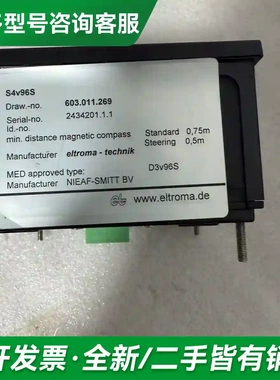 型号咨询客服
S4v96S
Draw.-no. 603.011.269
Serial-no. 2434201.1.1
Id.-no.
min. distance magnetic compass Standard 0,75m
Steering 0,5m
Manufacturer eltroma - technik
MED approved type: D3v96S
Manufacturer NIEAF-SMITT BV
www.eltroma.de
开发票·全新/二手皆有销